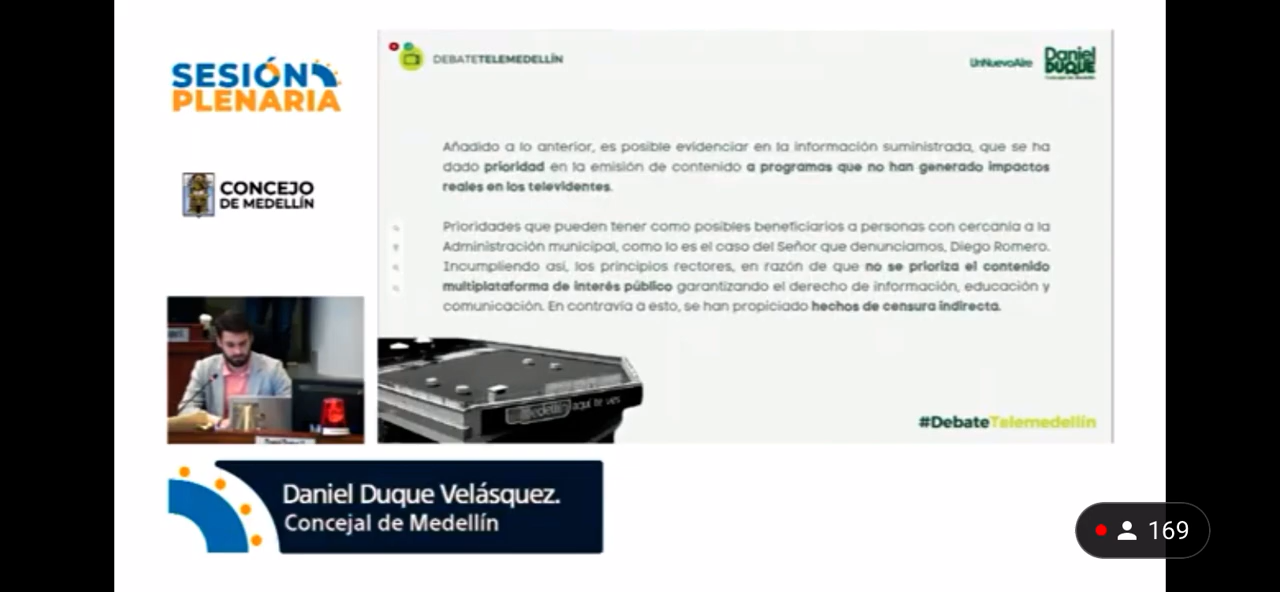 SESIÓN
PLENARIA
CONCEJO
DE MEDELLÍN
DEBATETELEMEDELLÍN
UnNuevoAire
Daniel
DUQUE
Añadido a lo anterior, es posible evidenciar en la información suministrada, que se ha
dado prioridad en la emisión de contenido a programas que no han generado impactos
reales en los televidentes.
Prioridades que pueden tener como posibles beneficiarios a personas con cercanía a la
Administración municipal, como lo es el caso del Señor que denunciamos, Diego Romero.
Incumpliendo así, los principios rectores, en razón de que no se prioriza el contenido
multiplataforma de interés público garantizando el derecho de información, educación y
comunicación. En contravía a esto, se han propiciado hechos de censura indirecta.
medellín aquí te ves
#DebateTelemedellín
Daniel Duque Velásquez.
Concejal de Medellín
169